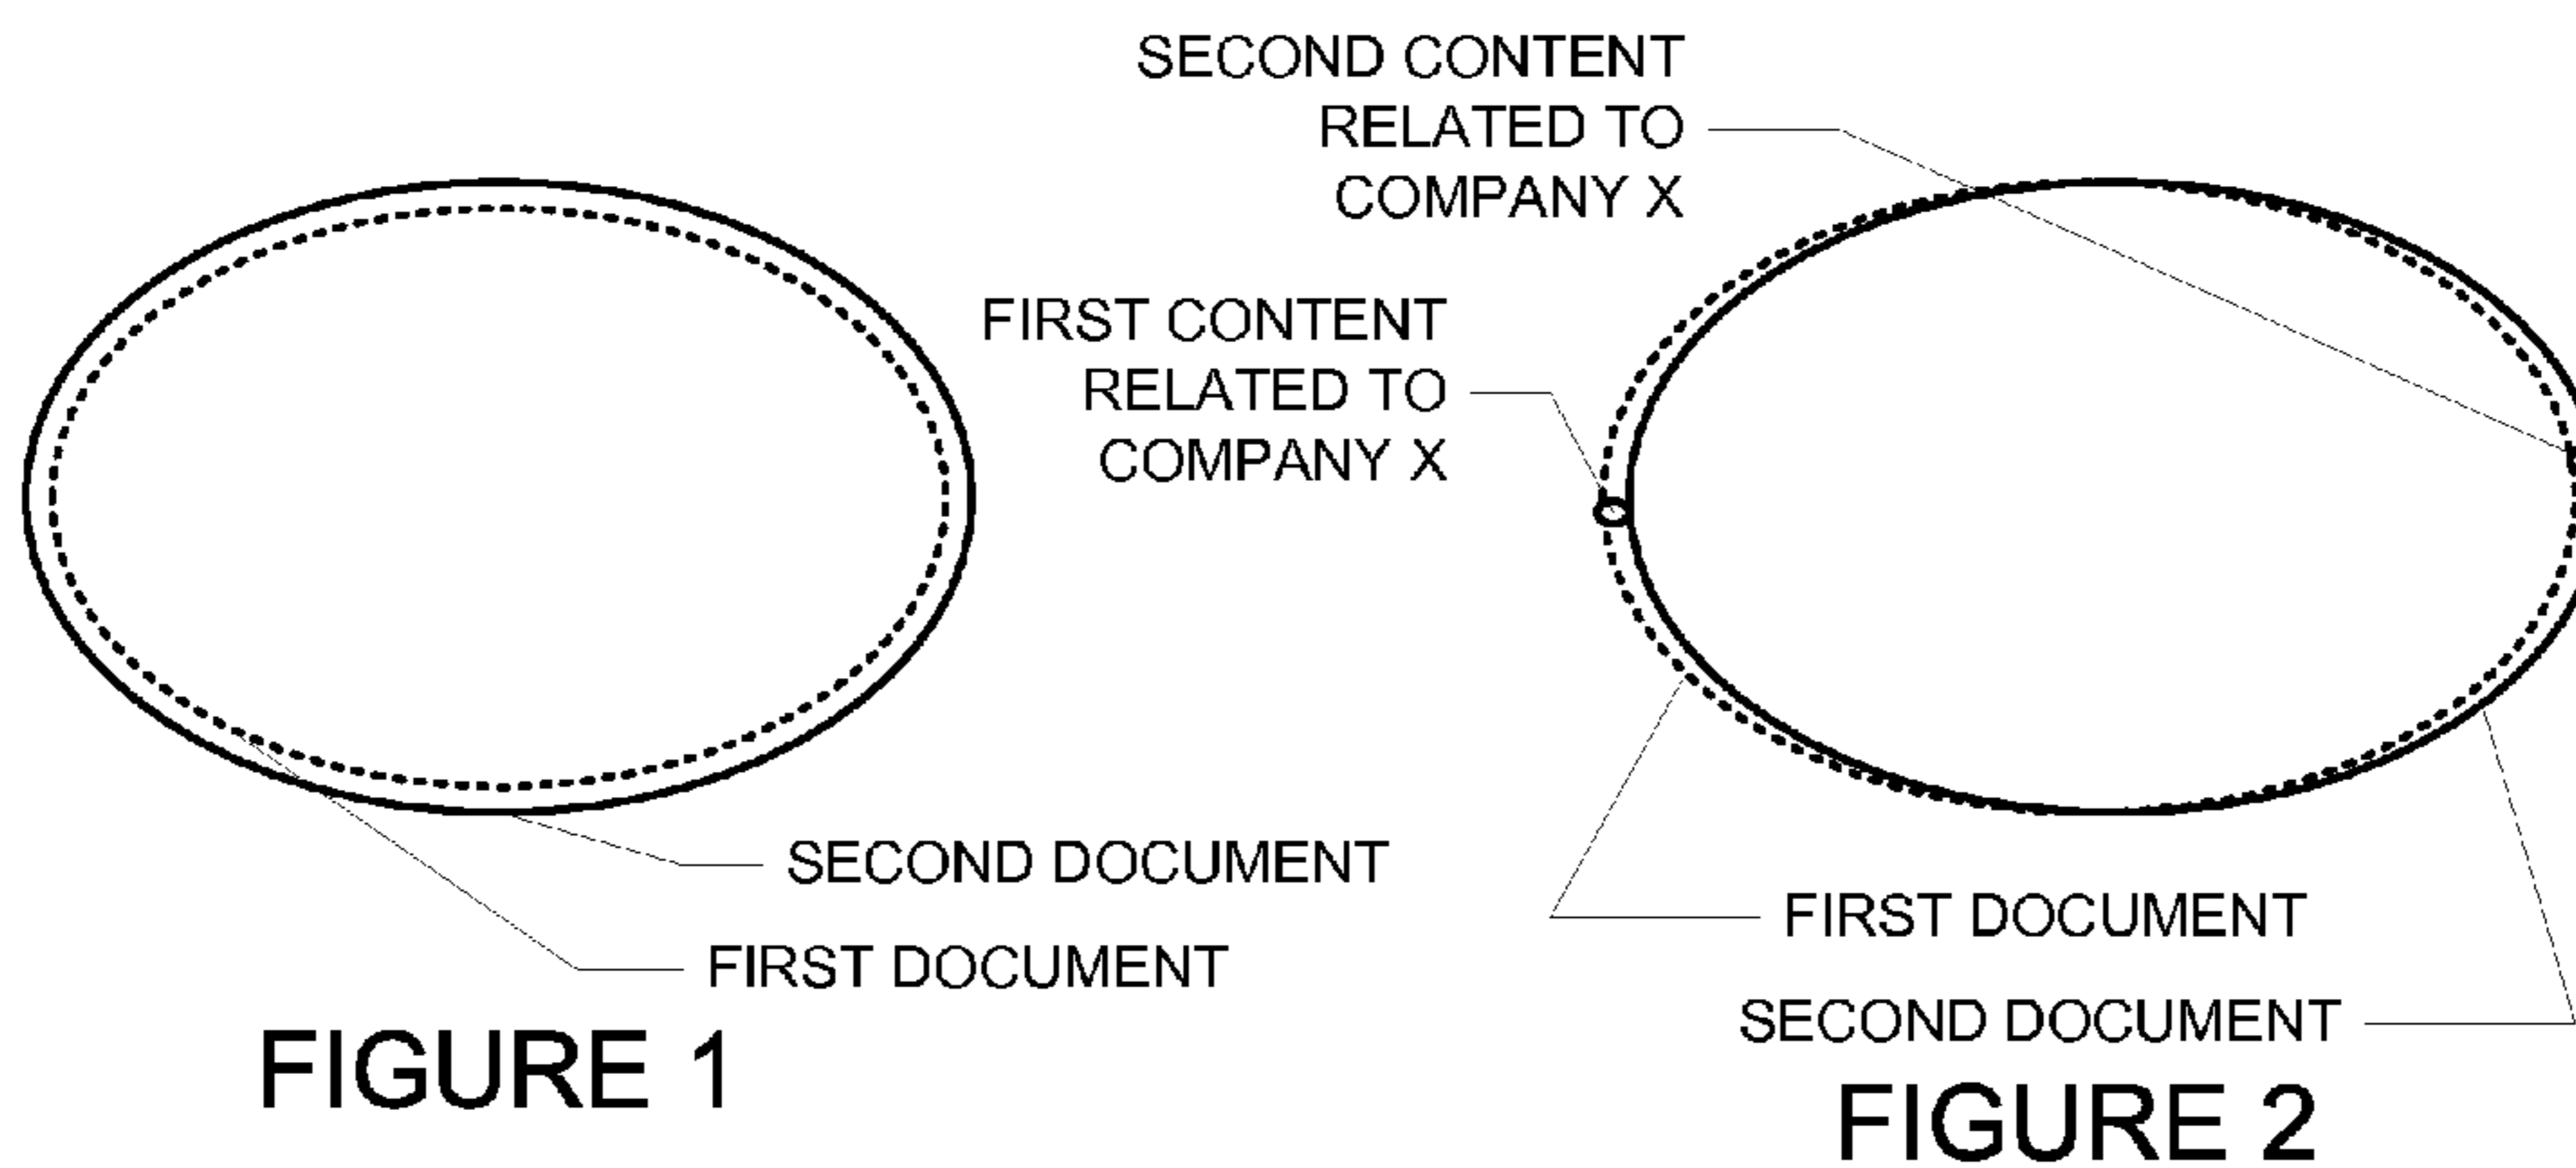 SECOND DOCUMENT
FIRST DOCUMENT
FIGURE 1
SECOND CONTENT
RELATED TO
COMPANY X
FIRST CONTENT
RELATED TO
COMPANY X
FIRST DOCUMENT
SECOND DOCUMENT
FIGURE 2